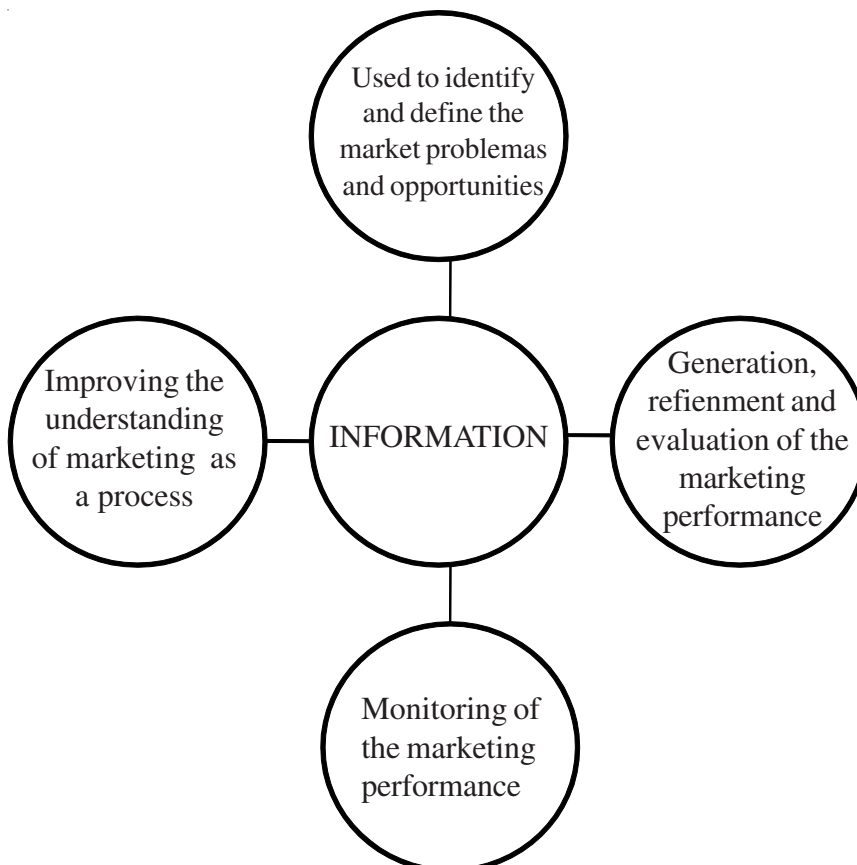 Used to identify
and define the
market problemas
and opportunities
Improving the
understanding
of marketing as
a process
INFORMATION
Generation,
refienment and
evaluation of the
marketing
performance
Monitoring of
the marketing
performance